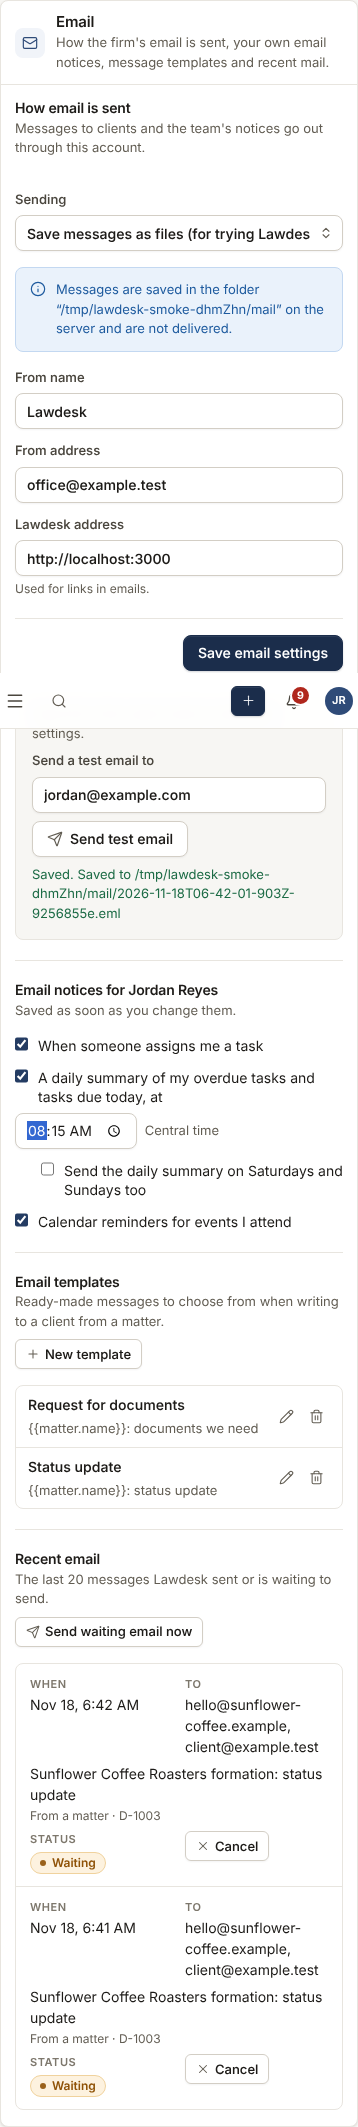 Email
How the firm's email is sent, your own email
notices, message templates and recent mail.
How email is sent
Messages to clients and the team's notices go out
through this account.
Sending
Save messages as files (for trying Lawdes
Messages are saved in the folder
“/tmp/lawdesk-smoke-dhmZhn/mail” on the
server and are not delivered.
From name
Lawdesk
From address
office@example.test
Lawdesk address
http://localhost:3000
Used for links in emails.
Save email settings
9
JR
settings.
Send a test email to
jordan@example.com
Send test email
Saved. Saved to /tmp/lawdesk-smoke-
dhmZhn/mail/2026-11-18T06-42-01-903Z-
9256855e.eml
Email notices for Jordan Reyes
Saved as soon as you change them.
When someone assigns me a task
A daily summary of my overdue tasks and
tasks due today, at
08:15 AM Central time
Send the daily summary on Saturdays and
Sundays too
Calendar reminders for events I attend
Email templates
Ready-made messages to choose from when writing
to a client from a matter.
New template
Request for documents
{{matter.name}}: documents we need
Status update
{{matter.name}}: status update
Recent email
The last 20 messages Lawdesk sent or is waiting to
send.
Send waiting email now
WHEN TO
Nov 18, 6:42 AM hello@sunflower-
coffee.example,
client@example.test
Sunflower Coffee Roasters formation: status
update
From a matter · D-1003
STATUS
Waiting Cancel
WHEN TO
Nov 18, 6:41 AM hello@sunflower-
coffee.example,
client@example.test
Sunflower Coffee Roasters formation: status
update
From a matter · D-1003
STATUS
Waiting Cancel